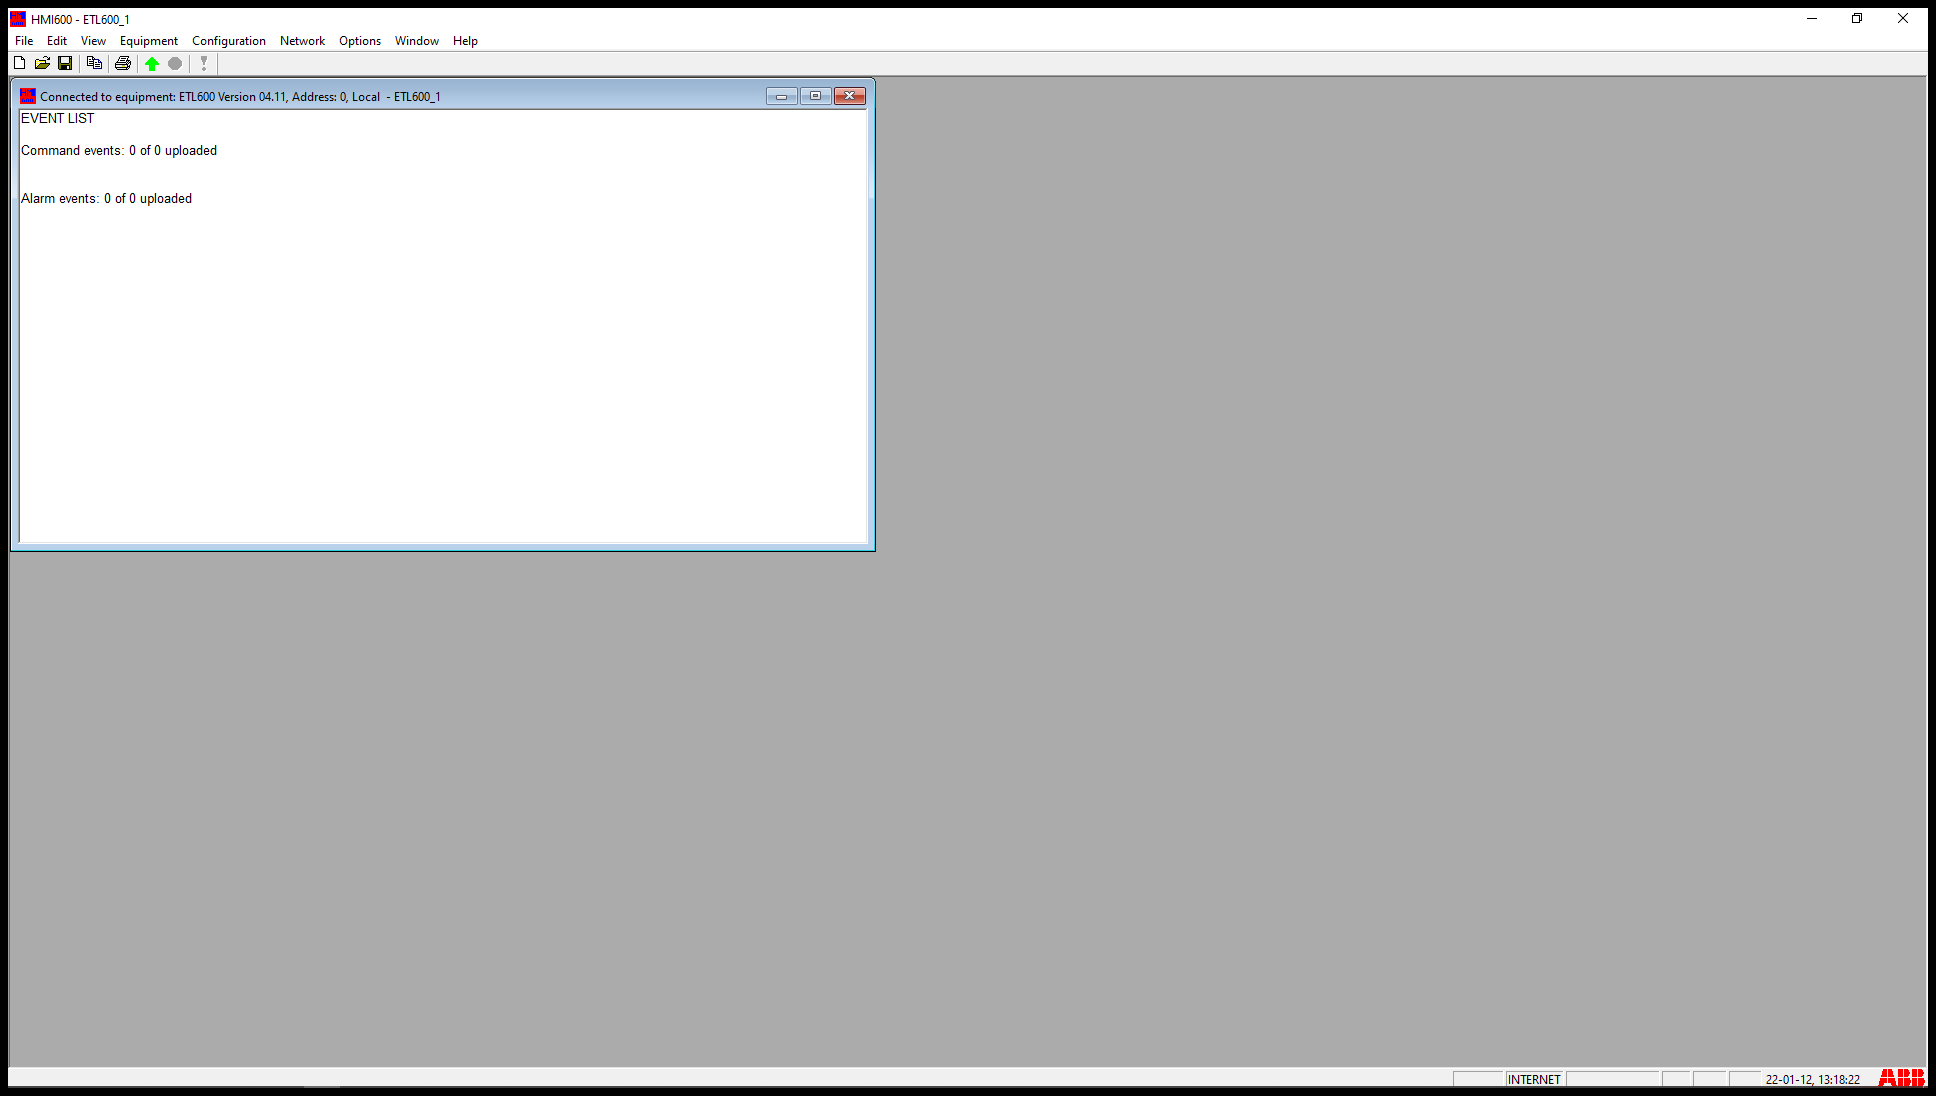 HMI600 - ETL600_1
File Edit View Equipment Configuration Network Options Window Help
Connected to equipment: ETL600 Version 04.11, Address: 0, Local - ETL600_1
EVENT LIST
Command events: 0 of 0 uploaded
Alarm events: 0 of 0 uploaded
INTERNET 22-01-12, 13:18:22 ABB